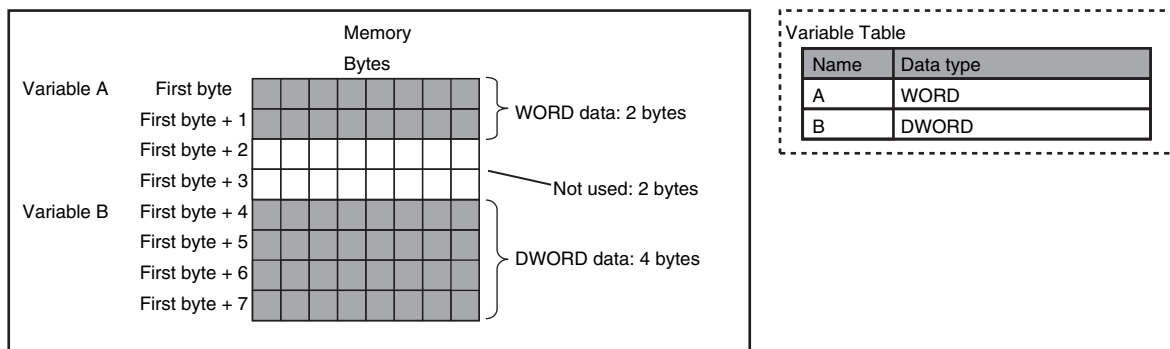 Memory
Bytes
Variable A
First byte
First byte + 1
WORD data: 2 bytes
First byte + 2
First byte + 3
Not used: 2 bytes
Variable B
First byte + 4
First byte + 5
First byte + 6
First byte + 7
DWORD data: 4 bytes
Variable Table
Name Data type
A WORD
B DWORD